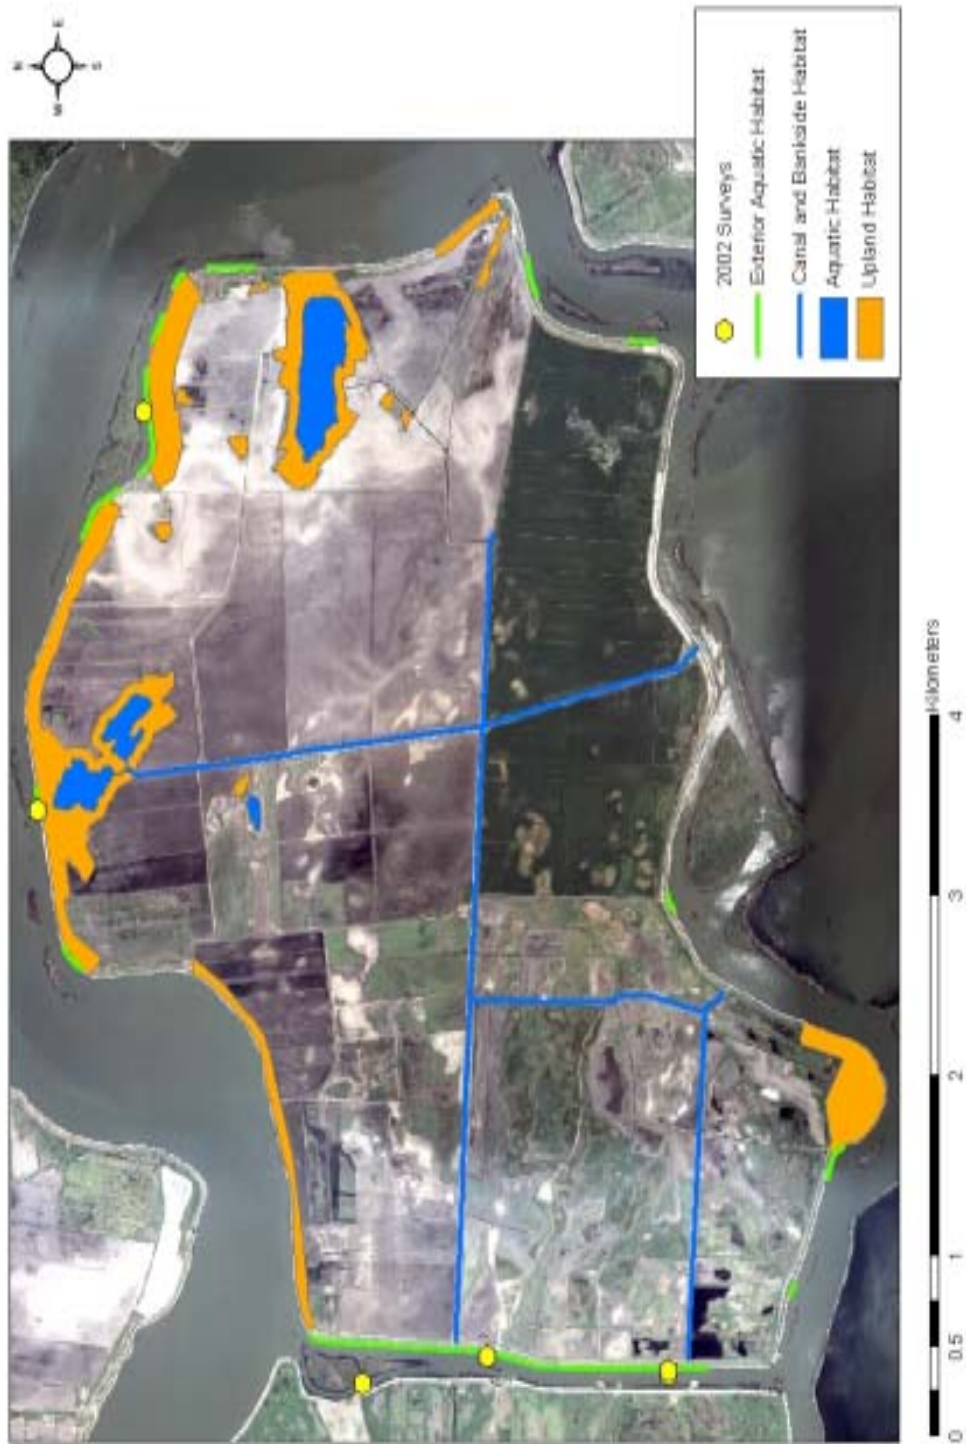 N
E
W
S
2002 Surveys
Exterior Aquatic Habitat
Canal and Bankside Habitat
Aquatic Habitat
Upland Habitat
0 0.5 1 2 3 4
Kilometers